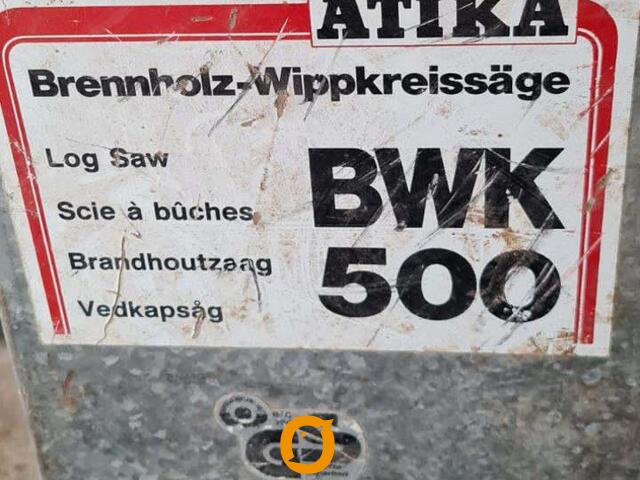 ATIKA
Brennholz-Wippkreissäge
Log Saw
Scie à bûches
Brandhoutzaag
Vedkapsåg
BWK
500